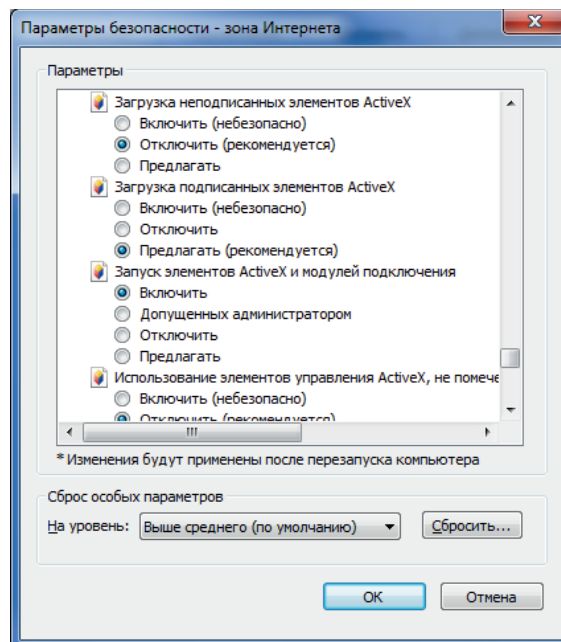 Параметры безопасности - зона Интернета
Параметры
Загрузка неподписанных элементов ActiveX
Включить (небезопасно)
Отключить (рекомендуется)
Предлагать
Загрузка подписанных элементов ActiveX
Включить (небезопасно)
Отключить
Предлагать (рекомендуется)
Запуск элементов ActiveX и модулей подключения
Включить
Допущенных администратором
Отключить
Предлагать
Использование элементов управления ActiveX, не помече
Включить (небезопасно)
Отключить (рекомендуется)
* Изменения будут применены после перезапуска компьютера
Сброс особых параметров
На уровень: Выше среднего (по умолчанию) Сбросить...
ОК Отмена